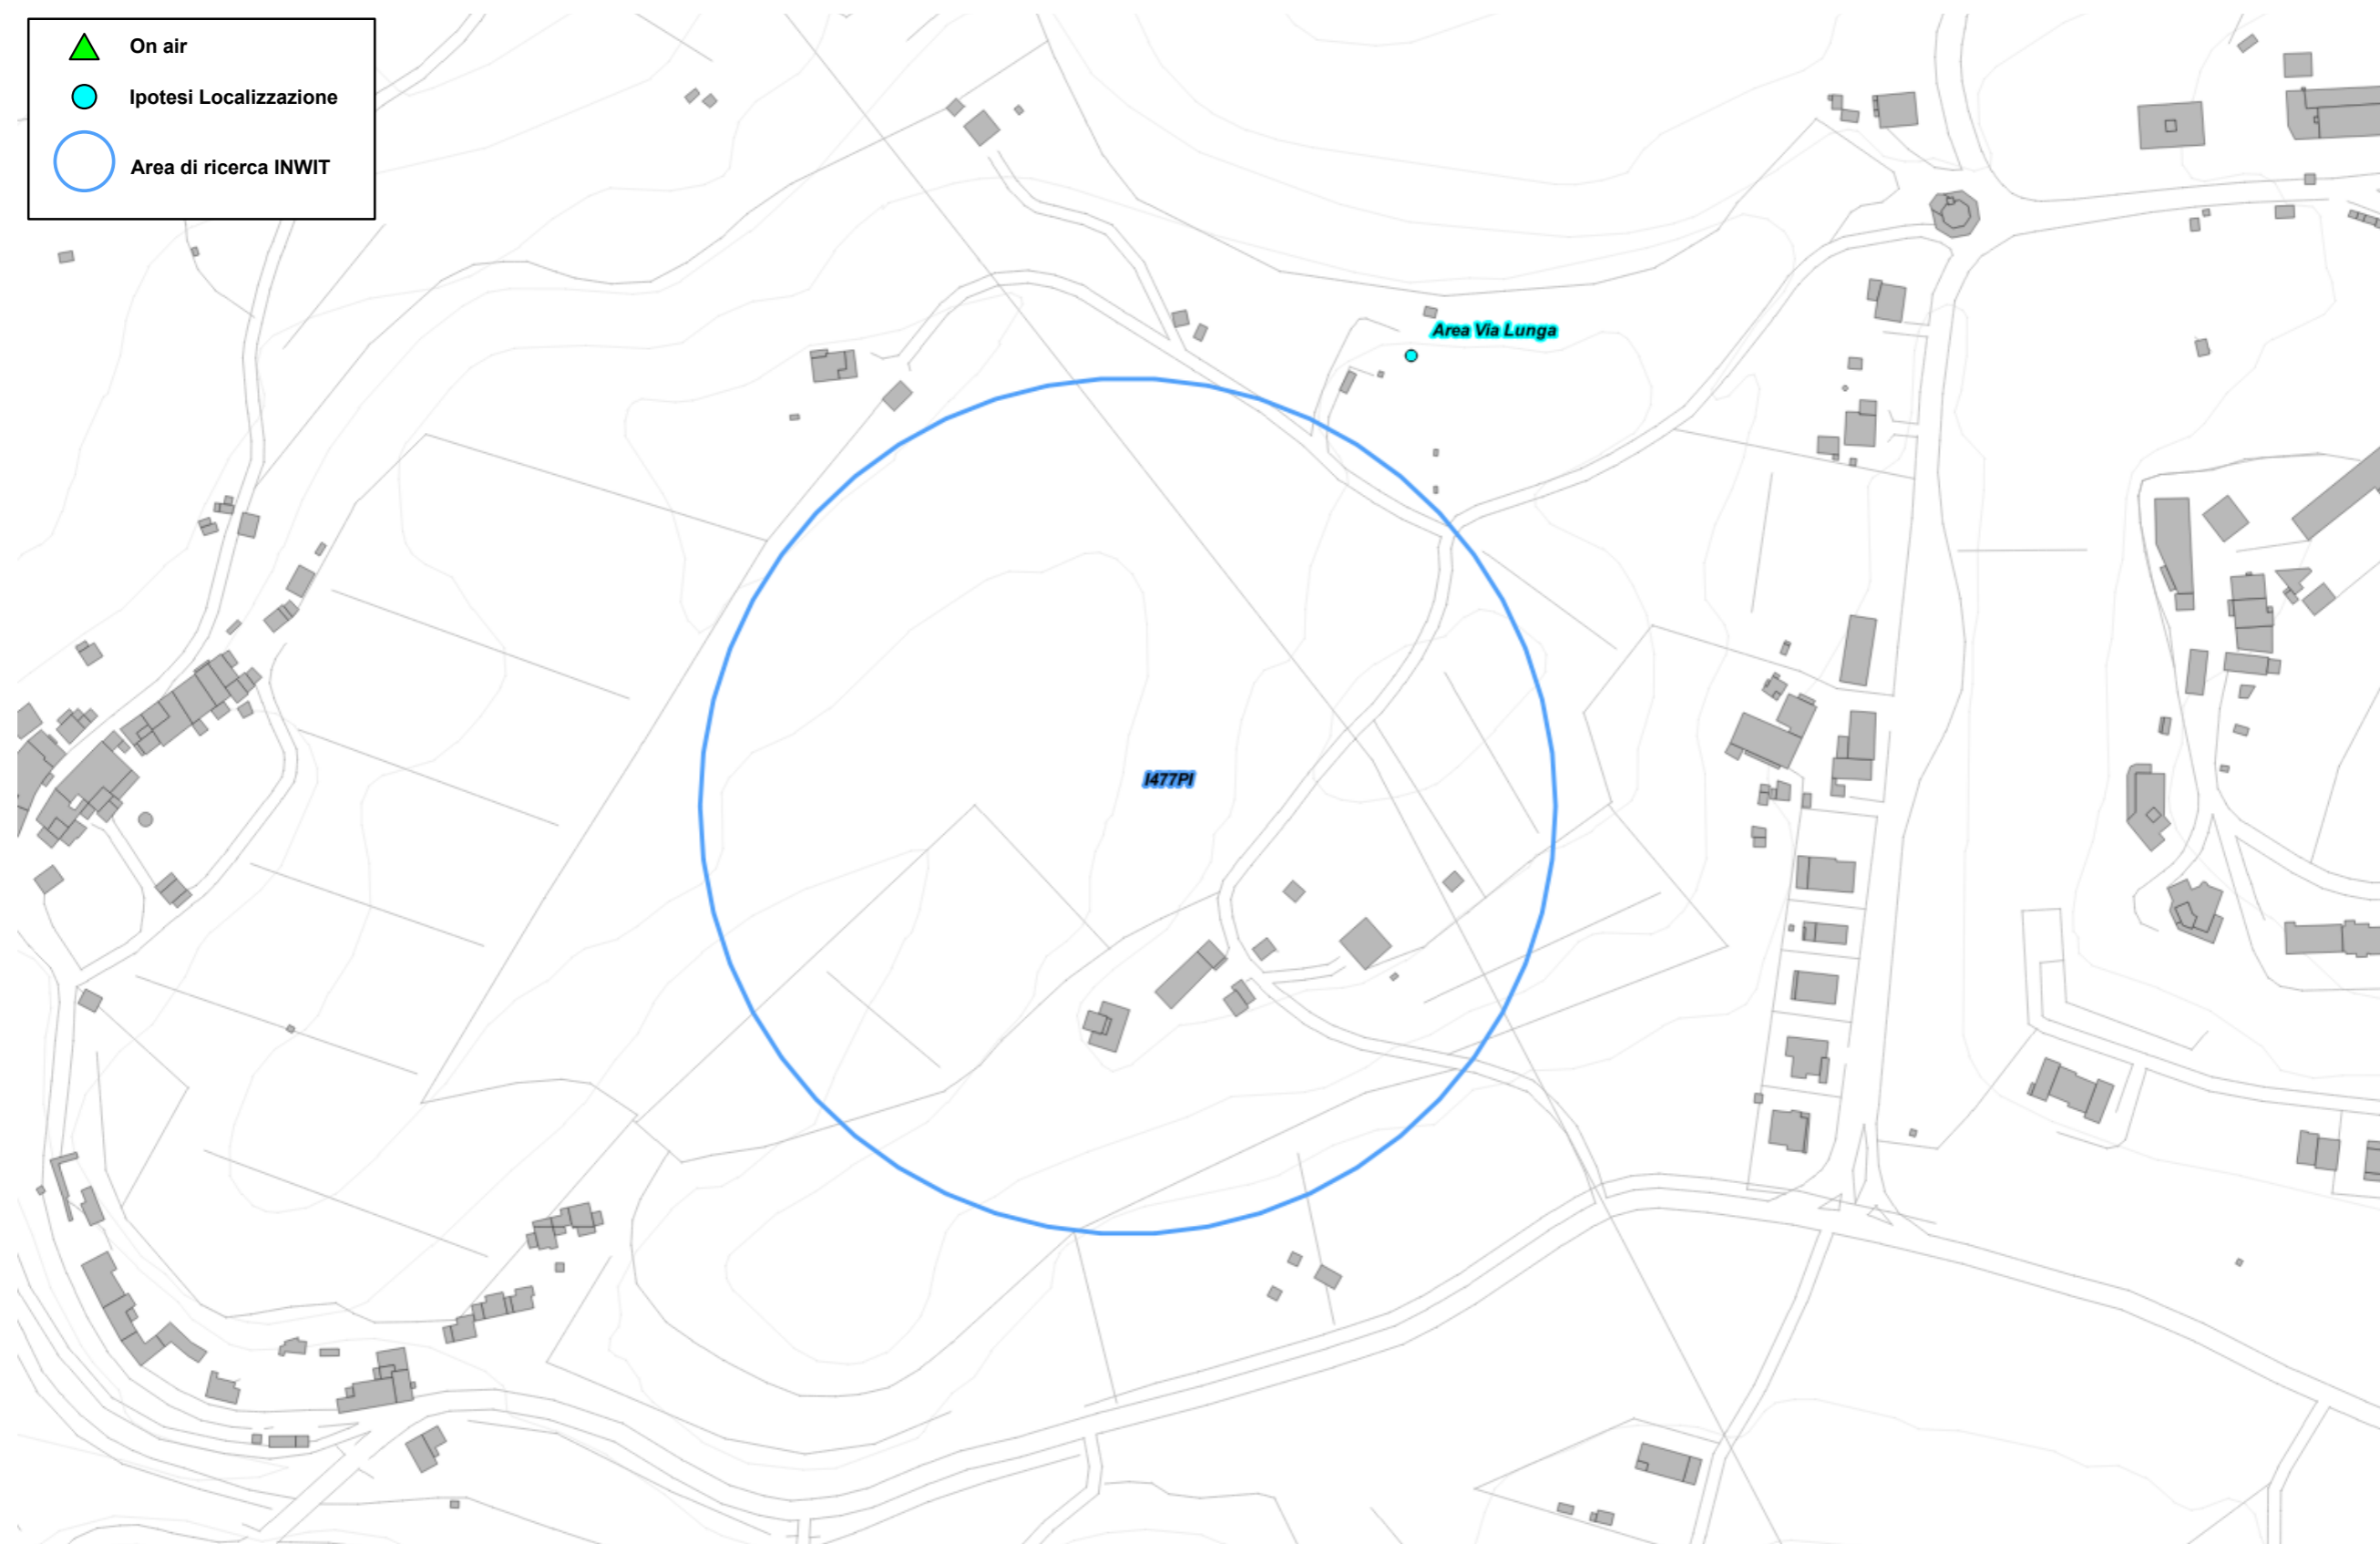 On air
Ipotesi Localizzazione
Area di ricerca INWIT
Area Via Lunga
I477PI